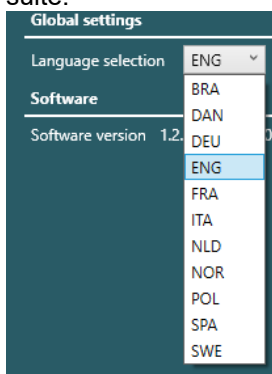 suite.
Global settings
Language selection ENG
Software
Software version 1.2.
BRA
DAN
DEU
ENG
FRA
ITA
NLD
NOR
POL
SPA
SWE